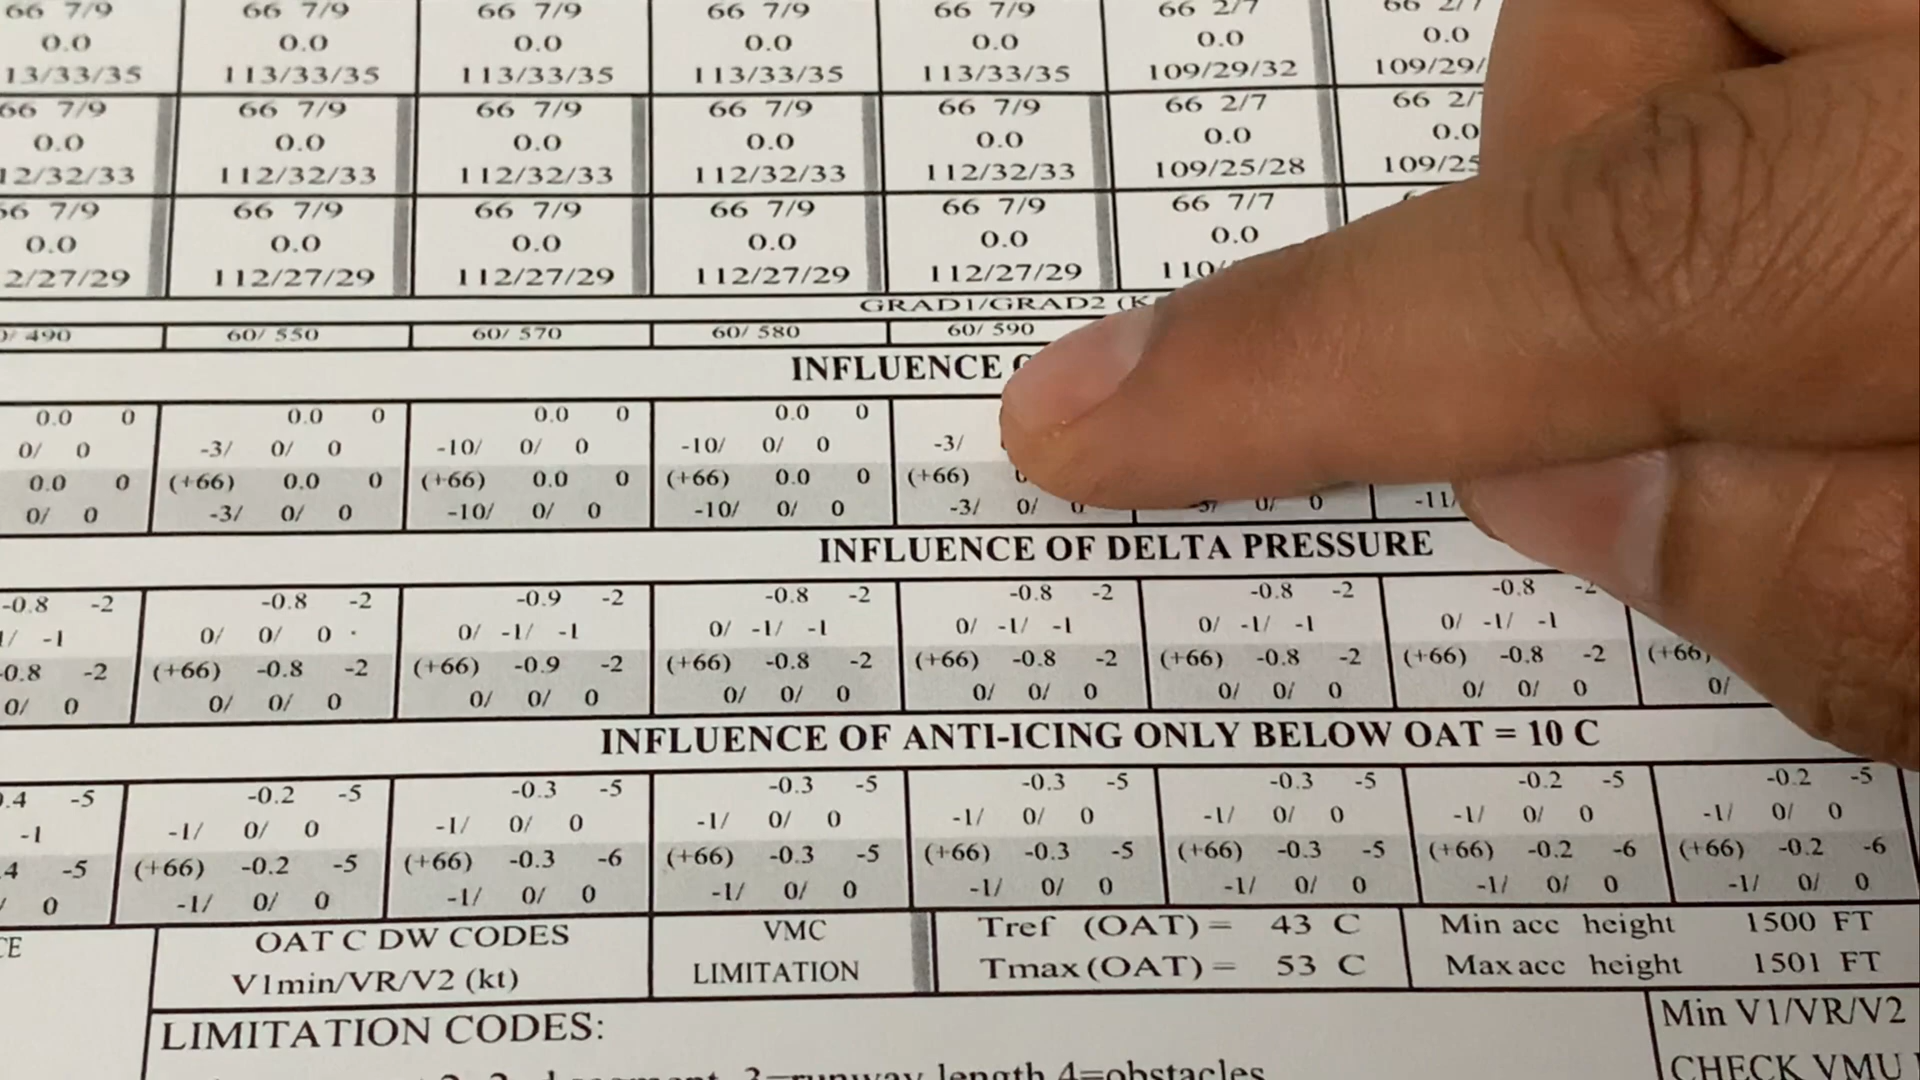 66 7/9 66 7/9 66 7/9 66 7/9 66 7/9 66 2/7 66 2/7
0.0 0.0 0.0 0.0 0.0 0.0 0.0
13/33/35 113/33/35 113/33/35 113/33/35 113/33/35 109/29/32 109/29/
66 7/9 66 7/9 66 7/9 66 7/9 66 7/9 66 2/7 66 2/
0.0 0.0 0.0 0.0 0.0 0.0 0.0
12/32/33 112/32/33 112/32/33 112/32/33 112/32/33 109/25/28 109/25
66 7/9 66 7/9 66 7/9 66 7/9 66 7/9 66 7/7
0.0 0.0 0.0 0.0 0.0 0.0
2/27/29 112/27/29 112/27/29 112/27/29 112/27/29 110/
GRAD1/GRAD2
/ 490 60/ 550 60/ 570 60/ 580 60/ 590
INFLUENCE
0.0 0 0.0 0 0.0 0 0.0 0
0/ 0 -3/ 0/ 0 -10/ 0/ 0 -10/ 0/ 0 -3/
0.0 0 (+66) 0.0 0 (+66) 0.0 0 (+66) 0.0 0 (+66)
0/ 0 -3/ 0/ 0 -10/ 0/ 0 -10/ 0/ 0 -3/ 0/ 0 0/ 0 -11/
INFLUENCE OF DELTA PRESSURE
-0.8 -2 -0.8 -2 -0.9 -2 -0.8 -2 -0.8 -2 -0.8 -2 -0.8 -2
/ -1 0/ 0/ 0 0/ -1/ -1 0/ -1/ -1 0/ -1/ -1 0/ -1/ -1 0/ -1/ -1
-0.8 -2 (+66) -0.8 -2 (+66) -0.9 -2 (+66) -0.8 -2 (+66) -0.8 -2 (+66) -0.8 -2 (+66) -0.8 -2 (+66)
0/ 0 0/ 0/ 0 0/ 0/ 0 0/ 0/ 0 0/ 0/ 0 0/ 0/ 0 0/ 0/ 0 0/
INFLUENCE OF ANTI-ICING ONLY BELOW OAT = 10 C
.4 -5 -0.2 -5 -0.3 -5 -0.3 -5 -0.3 -5 -0.3 -5 -0.2 -5 -0.2 -5
-1 -1/ 0/ 0 -1/ 0/ 0 -1/ 0/ 0 -1/ 0/ 0 -1/ 0/ 0 -1/ 0/ 0 -1/ 0/ 0
.4 -5 (+66) -0.2 -5 (+66) -0.3 -6 (+66) -0.3 -5 (+66) -0.3 -5 (+66) -0.3 -5 (+66) -0.2 -6 (+66) -0.2 -6
/ 0 -1/ 0/ 0 -1/ 0/ 0 -1/ 0/ 0 -1/ 0/ 0 -1/ 0/ 0 -1/ 0/ 0 -1/ 0/ 0
CE OAT C DW CODES VMC Tref (OAT) = 43 C Min acc height 1500 FT
V1min/VR/V2 (kt) LIMITATION Tmax (OAT) = 53 C Max acc height 1501 FT
LIMITATION CODES: Min V1/VR/V2
3=runway length 4=obstacles CHECK VMU